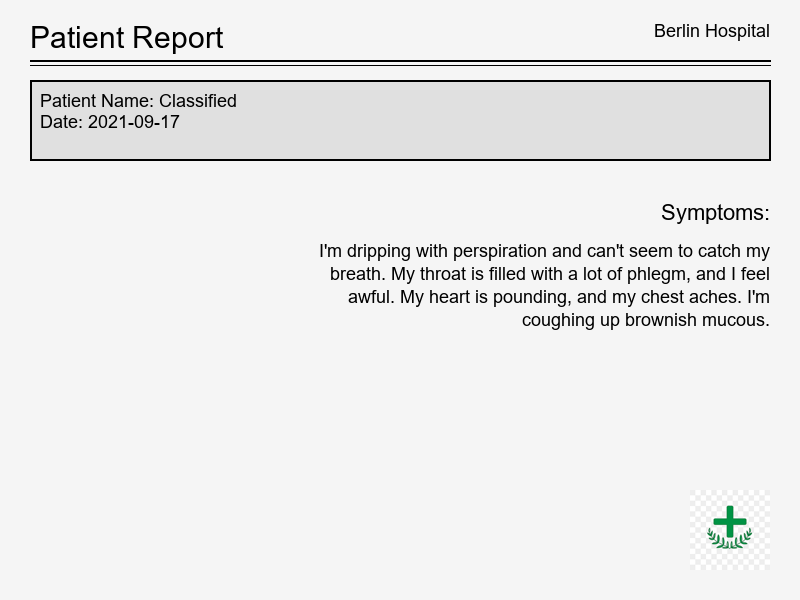 Patient Report
Berlin Hospital
Patient Name: Classified
Date: 2021-09-17
Symptoms:
I'm dripping with perspiration and can't seem to catch my
breath. My throat is filled with a lot of phlegm, and I feel
awful. My heart is pounding, and my chest aches. I'm
coughing up brownish mucous.